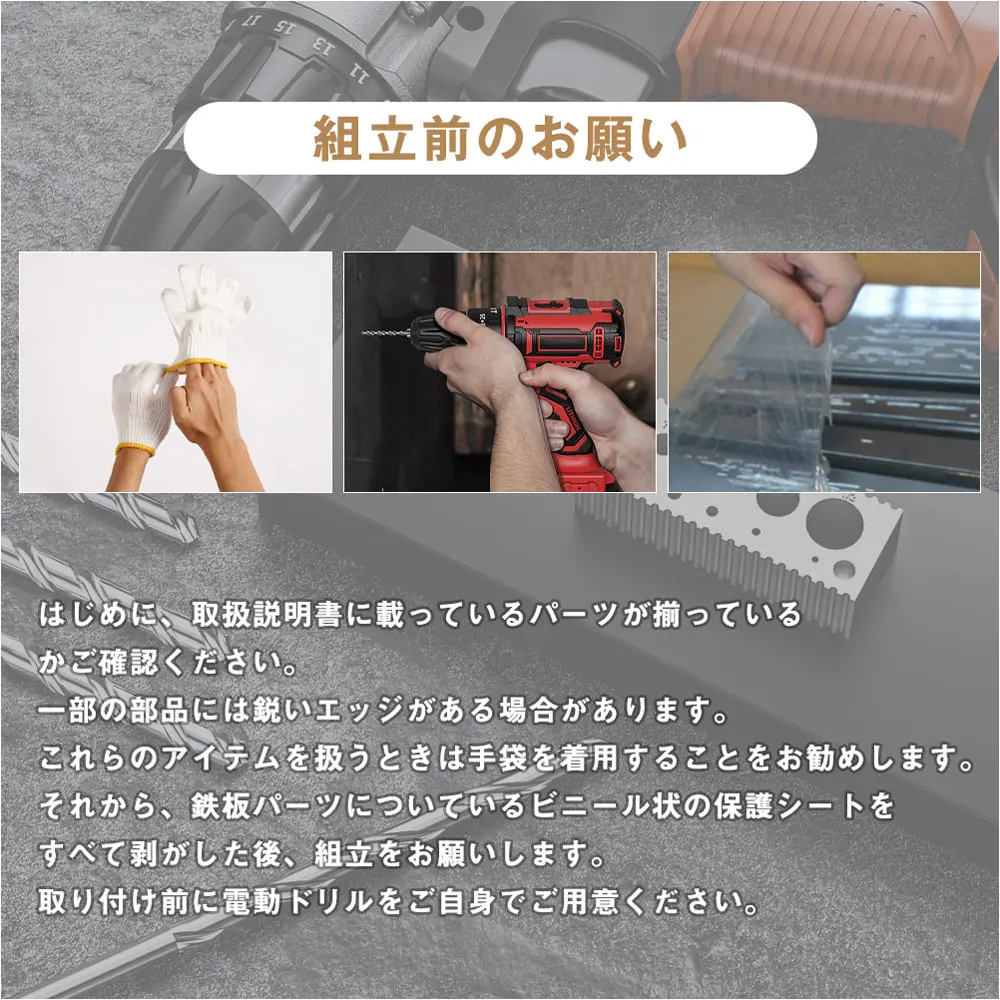 17 15 13 11
組立前のお願い
はじめに、取扱説明書に載っているパーツが揃っている
かご確認ください。
一部の部品には鋭いエッジがある場合があります。
これらのアイテムを扱うときは手袋を着用することをお勧めします。
それから、鉄板パーツについているビニール状の保護シートを
すべて剥がした後、組立をお願いします。
取り付け前に電動ドリルをご自身でご用意ください。